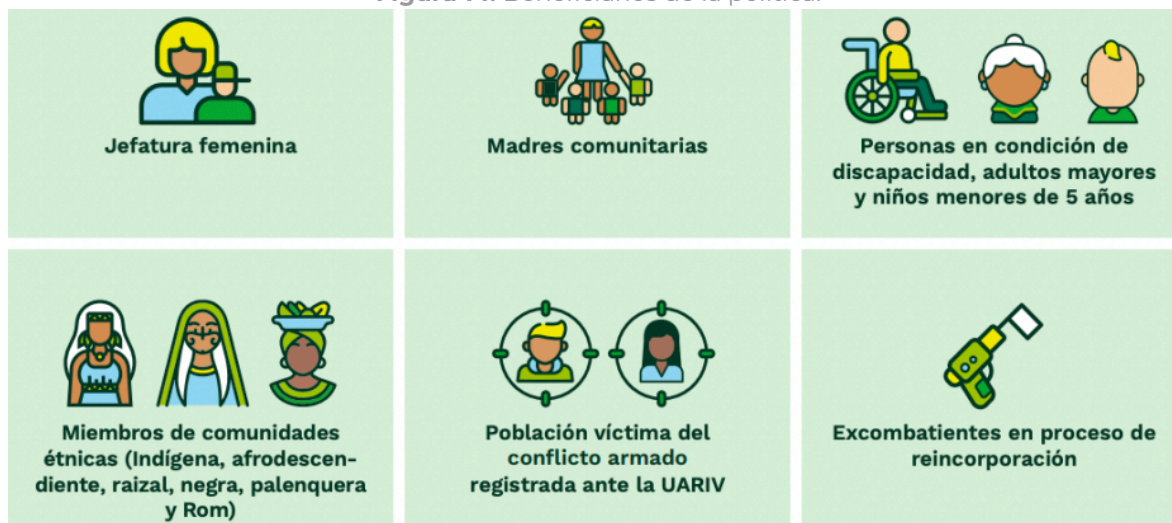 Jefatura femenina
Madres comunitarias
Personas en condición de
discapacidad, adultos mayores
y niños menores de 5 años
Miembros de comunidades
étnicas (Indígena, afrodescen-
diente, raizal, negra, palenquera
y Rom)
Población víctima del
conflicto armado
registrada ante la UARIV
Excombatientes en proceso de
reincorporación